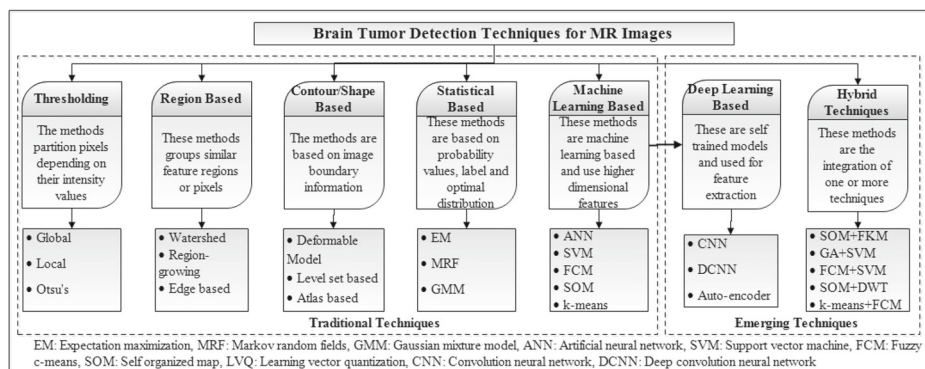 Brain Tumor Detection Techniques for MR Images
Thresholding
The methods
partition pixels
depending on
their intensity
values
● Global
● Local
● Otsu's
Region Based
These methods
groups similar
feature regions
or pixels
● Watershed
● Region-
growing
● Edge based
Contour/Shape
Based
The methods are
based on image
boundary
information
● Deformable
Model
● Level set based
● Atlas based
Statistical
Based
These methods
are based on
probability
values, label and
optimal
distribution
● EM
● MRF
● GMM
Machine
Learning Based
These methods
are machine
learning based
and use higher
dimensional
features
● ANN
● SVM
● FCM
● SOM
● k-means
Traditional Techniques
Deep Learning
Based
These are self
trained models
and used for
feature
extraction
● CNN
● DCNN
● Auto-encoder
Hybrid
Techniques
These methods
are the
integration of
one or more
techniques
● SOM+FKM
● GA+SVM
● FCM+SVM
● SOM+DWT
● k-means+FCM
Emerging Techniques
EM: Expectation maximization, MRF: Markov random fields, GMM: Gaussian mixture model, ANN: Artificial neural network, SVM: Support vector machine, FCM: Fuzzy
c-means, SOM: Self organized map, LVQ: Learning vector quantization, CNN: Convolution neural network, DCNN: Deep convolution neural network